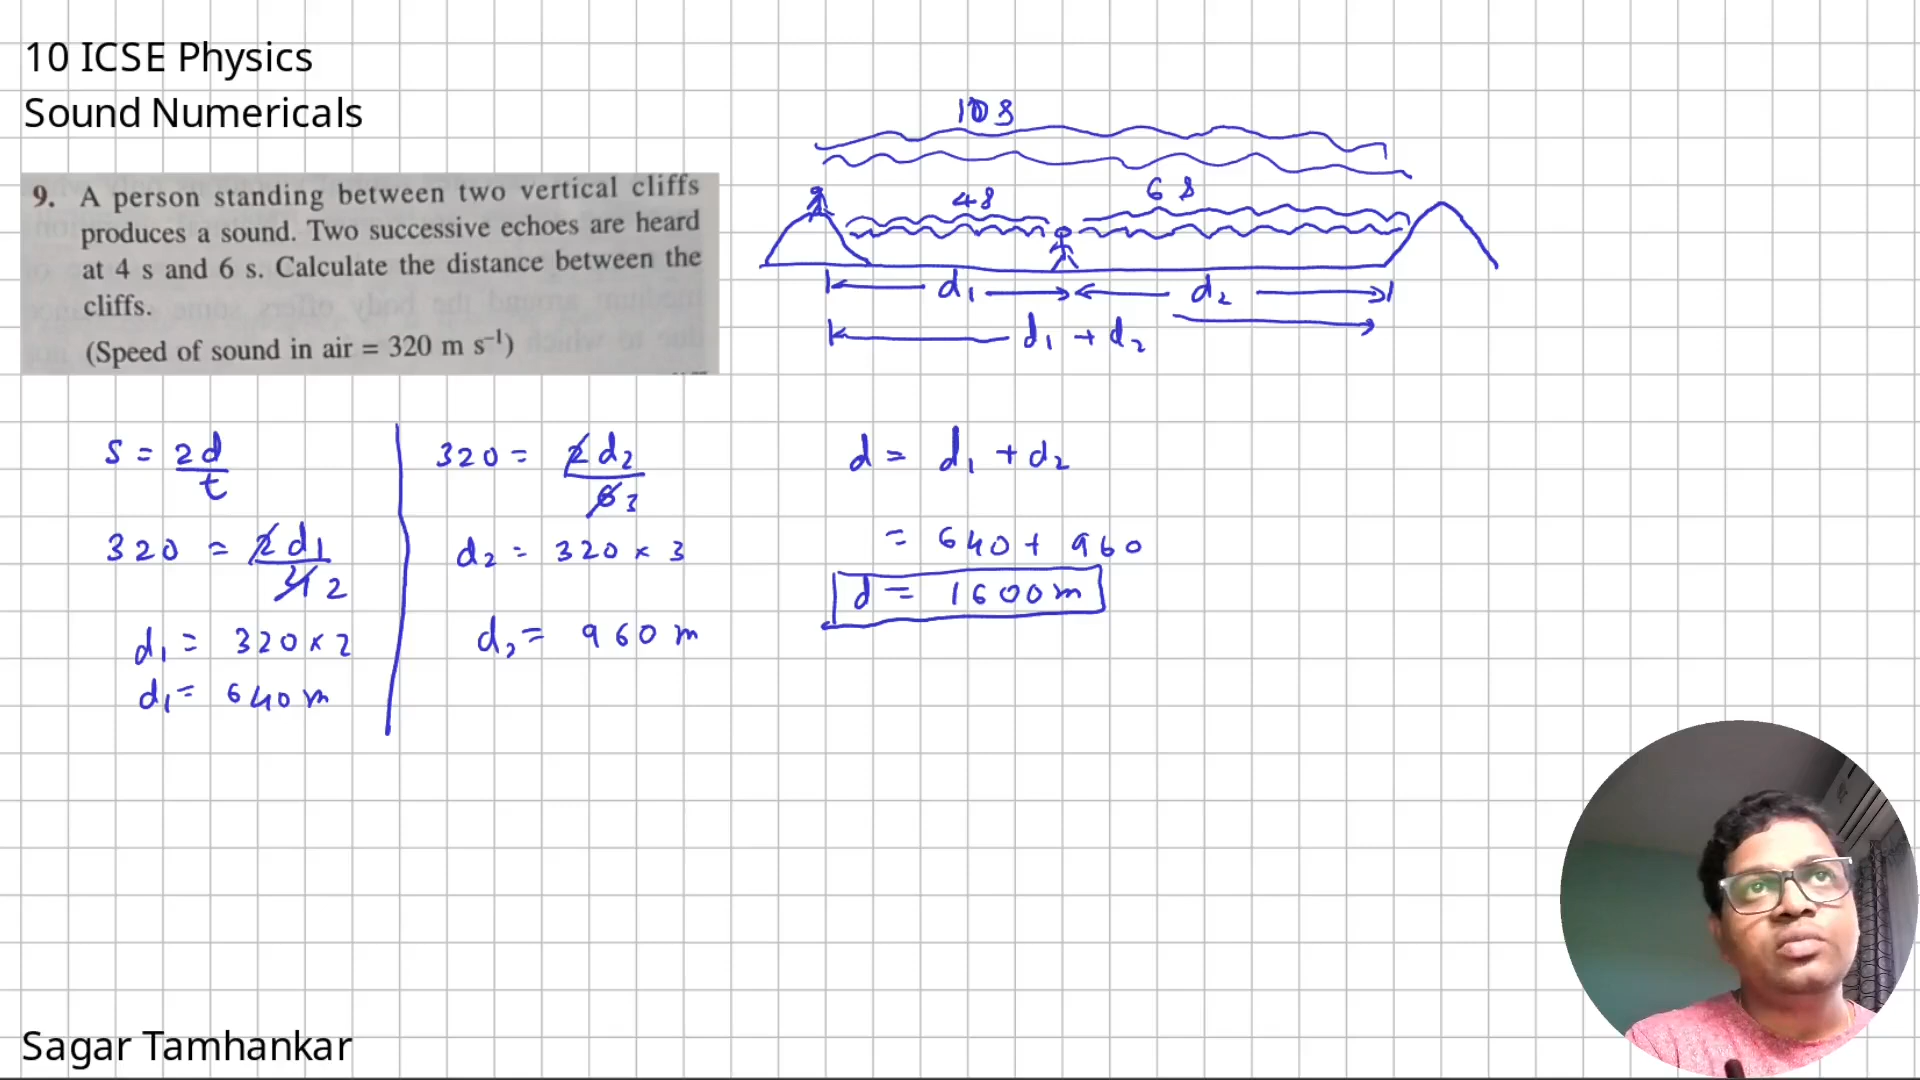 10 ICSE Physics
Sound Numericals
9. A person standing between two vertical cliffs
produces a sound. Two successive echoes are heard
at 4 s and 6 s. Calculate the distance between the
cliffs.
(Speed of sound in air = 320 m s⁻¹)
10 s
4 s
6 s
d₁
d₂
d₁ + d₂
s = 2d/t
320 = 2d₁/4 2
d₁ = 320 × 2
d₁ = 640 m
320 = 2d₂/6 3
d₂ = 320 × 3
d₂ = 960 m
d = d₁ + d₂
= 640 + 960
d = 1600 m
Sagar Tamhankar